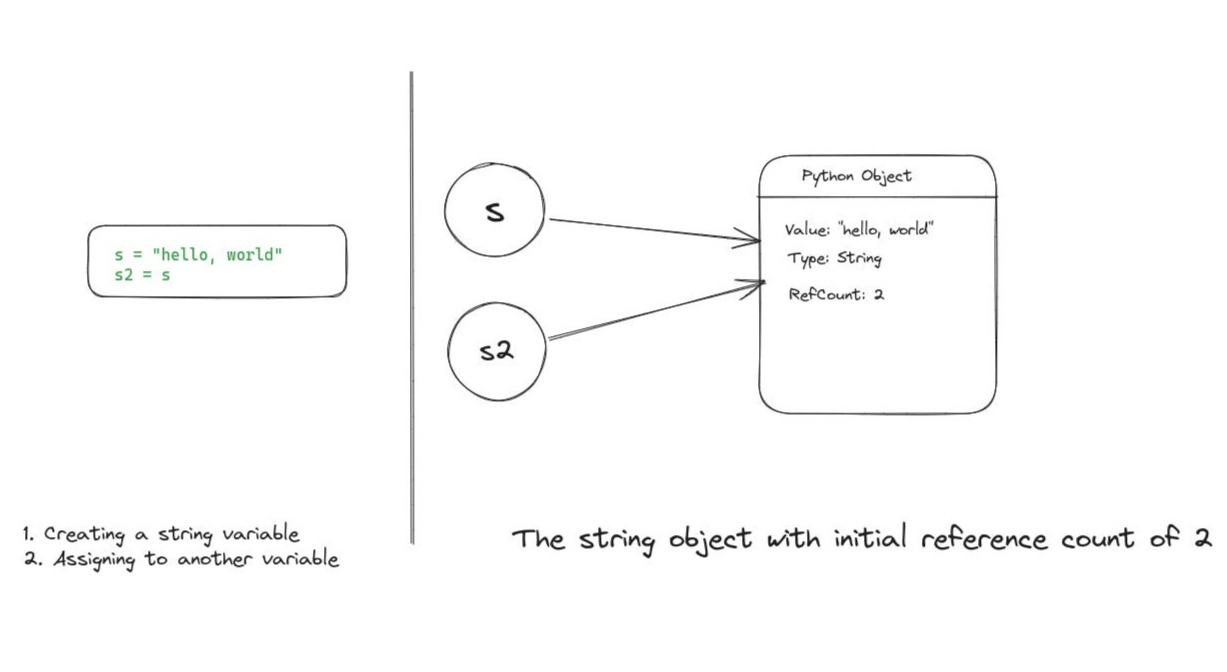 s = "hello, world"
s2 = s
1. Creating a string variable
2. Assigning to another variable
s
s2
Python Object
Value: "hello, world"
Type: String
RefCount: 2
The string object with initial reference count of 2